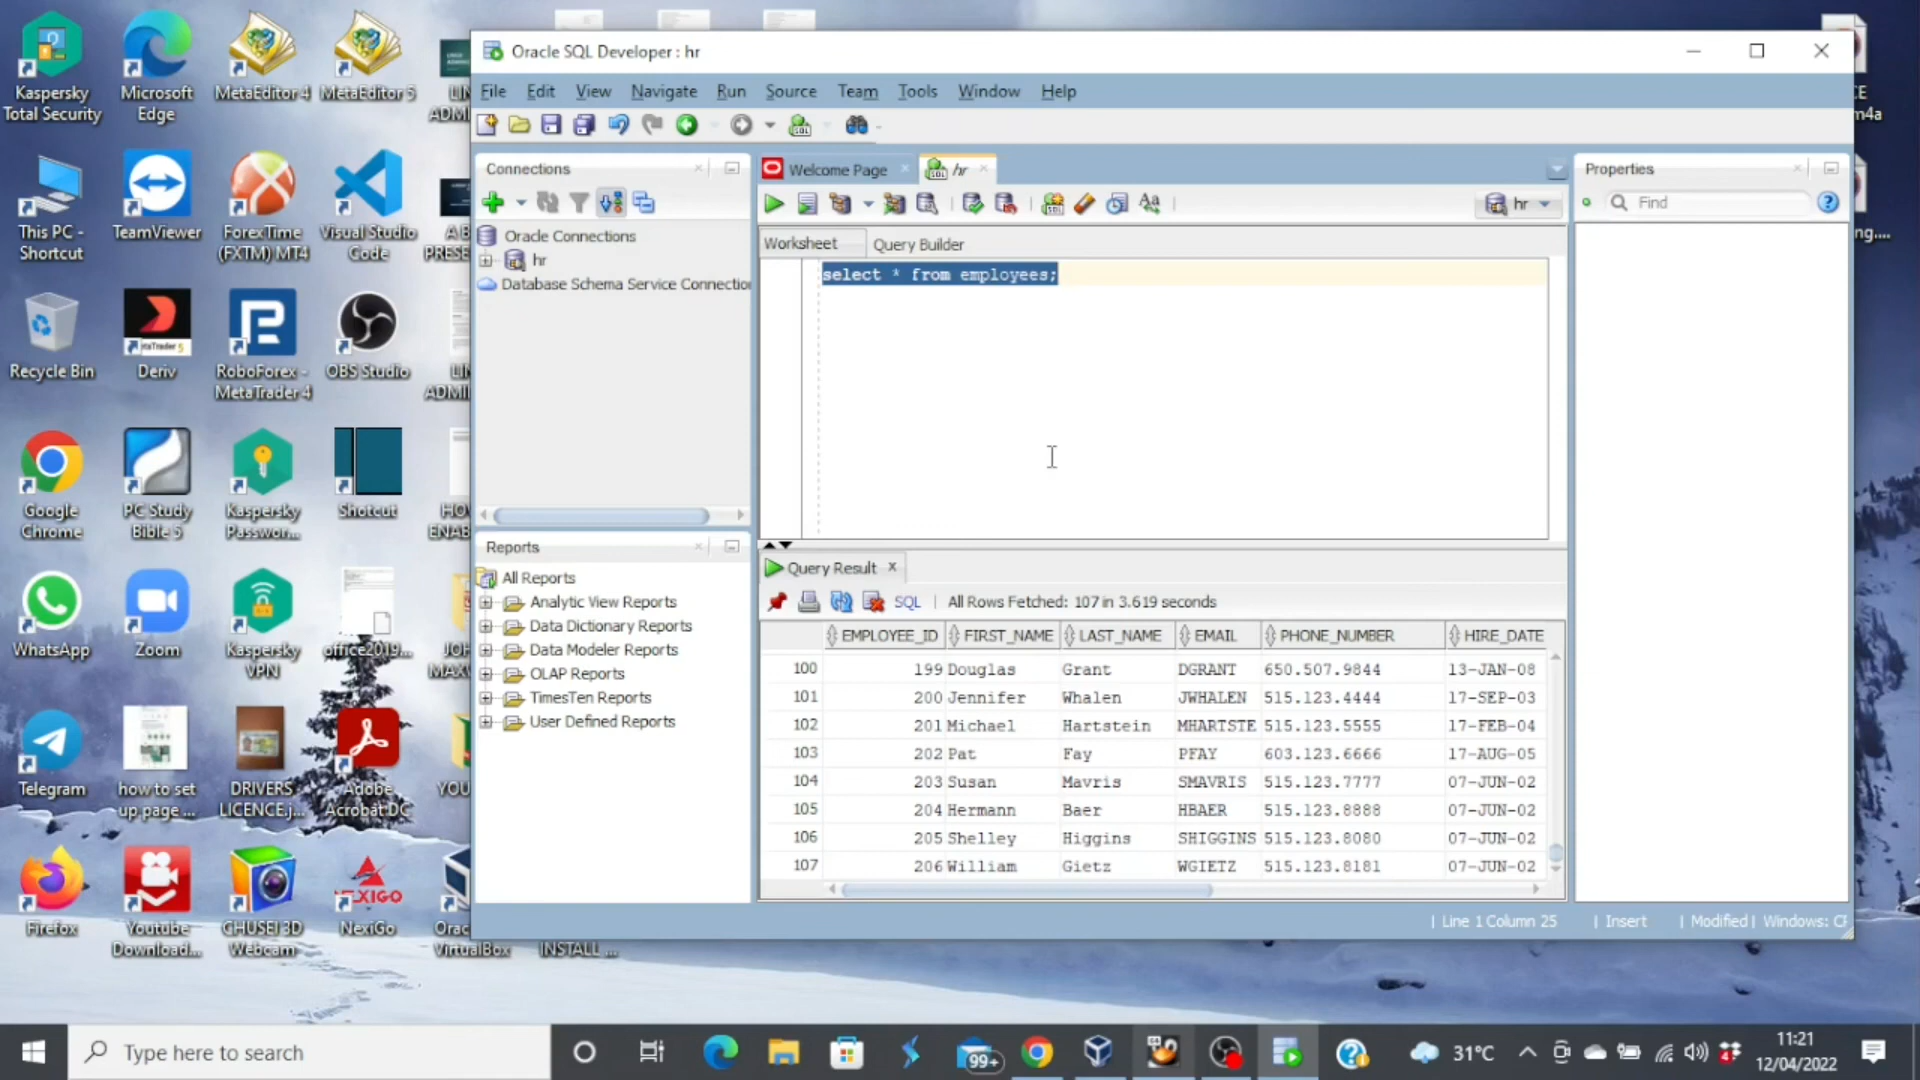 Oracle SQL Developer : hr
File Edit View Navigate Run Source Team Tools Window Help
Connections
Oracle Connections
hr
Database Schema Service Connection
Reports
All Reports
Analytic View Reports
Data Dictionary Reports
Data Modeler Reports
OLAP Reports
TimesTen Reports
User Defined Reports
Welcome Page
hr
hr
Worksheet Query Builder
select * from employees;
Query Result
SQL All Rows Fetched: 107 in 3.619 seconds
EMPLOYEE_ID FIRST_NAME LAST_NAME EMAIL PHONE_NUMBER HIRE_DATE
100 199 Douglas Grant DGRANT 650.507.9844 13-JAN-08
101 200 Jennifer Whalen JWHALEN 515.123.4444 17-SEP-03
102 201 Michael Hartstein MHARTSTE 515.123.5555 17-FEB-04
103 202 Pat Fay PFAY 603.123.6666 17-AUG-05
104 203 Susan Mavris SMAVRIS 515.123.7777 07-JUN-02
105 204 Hermann Baer HBAER 515.123.8888 07-JUN-02
106 205 Shelley Higgins SHIGGINS 515.123.8080 07-JUN-02
107 206 William Gietz WGIETZ 515.123.8181 07-JUN-02
Properties
Find
Line 1 Column 25 Insert Modified Windows: CR
Kaspersky
Total Security
Microsoft
Edge
MetaEditor 4
MetaEditor 5
This PC -
Shortcut
TeamViewer
ForexTime
(FXTM) MT4
Visual Studio
Code
Recycle Bin
Deriv
RoboForex -
MetaTrader 4
OBS Studio
Google
Chrome
PC Study
Bible 5
Kaspersky
Passwor...
Shotcut
WhatsApp
Zoom
Kaspersky
VPN
office2019...
Telegram
how to set
up page ...
DRIVERS
LICENCE.j...
Adobe
Acrobat DC
Firefox
Youtube
Download...
CHUSEI 3D
Webcam
NexiGo
Orac
VirtualBox
INSTALL ...
Type here to search
99+
31°C
11:21
12/04/2022